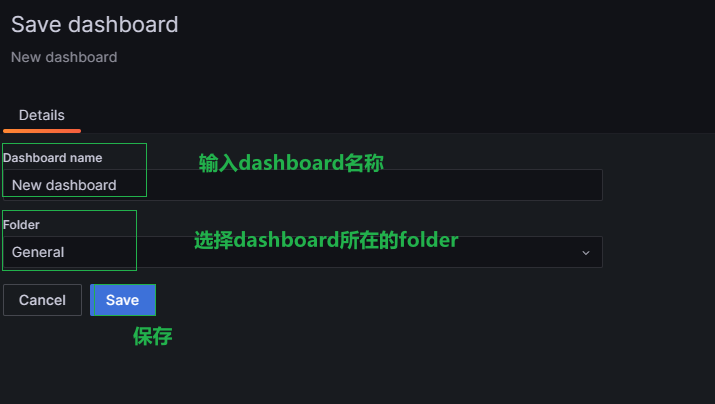 Save dashboard
New dashboard
Details
Dashboard name
输入dashboard名称
New dashboard
Folder
选择dashboard所在的folder
General
Cancel
Save
保存